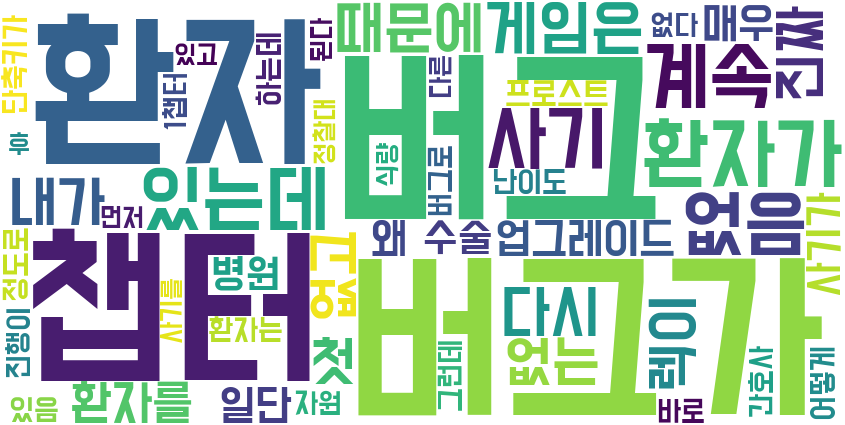 단축키가
환자
있고
1챕터
하는데
된다
때문에
게임은
없다
매우
진짜
수
정찰대
버그
다른
프로스트
계속
식량
사기
환자가
버그로
난이도
내가
먼저
있는데
왜
수술
업그레이드
없음
사기가
정도로
챕터
병원
맵
버그가
다시
렉이
사기를
환자는
진행이
첫
그런데
없는
간호사
어떻게
있음
환자를
일단
자원
바로